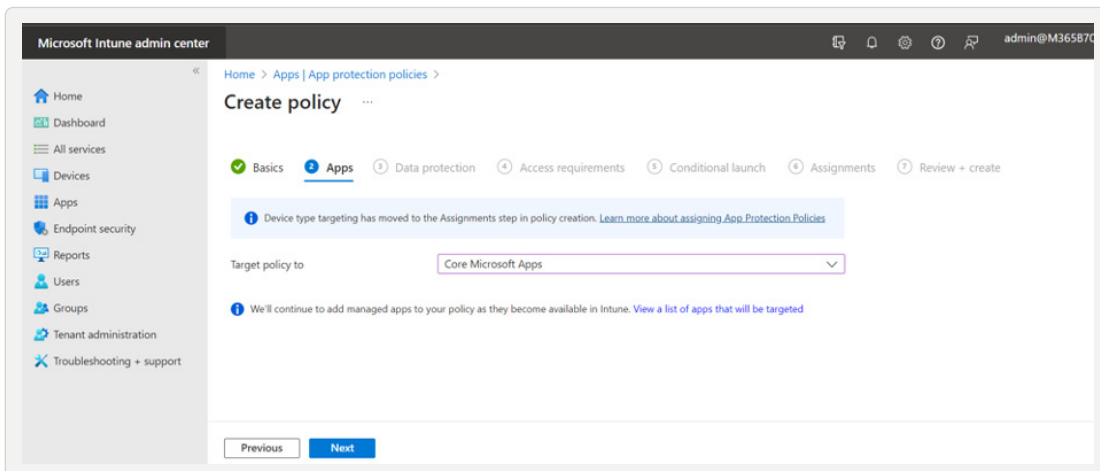 Microsoft Intune admin center
admin@M365B7C
«
Home
Dashboard
All services
Devices
Apps
Endpoint security
Reports
Users
Groups
Tenant administration
Troubleshooting + support
Home > Apps | App protection policies >
Create policy ...
Basics 2 Apps 3 Data protection 4 Access requirements 5 Conditional launch 6 Assignments 7 Review + create
Device type targeting has moved to the Assignments step in policy creation. Learn more about assigning App Protection Policies
Target policy to Core Microsoft Apps
We'll continue to add managed apps to your policy as they become available in Intune. View a list of apps that will be targeted
Previous Next